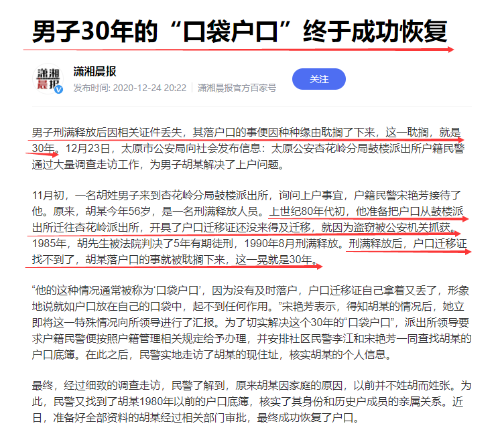 男子30年的“口袋户口”终于成功恢复
潇湘晨报
潇湘晨报
发布时间: 2020-12-24 20:22 潇湘晨报官方百家号
关注
男子刑满释放后因相关证件丢失，其落户口的事便因种种缘由耽搁了下来，这一耽搁，就是
30年。12月23日，太原市公安局向社会发布信息：太原公安杏花岭分局鼓楼派出所户籍民警
通过大量调查走访工作，为男子胡某解决了上户问题。
11月初，一名胡姓男子来到杏花岭分局鼓楼派出所，询问上户事宜，户籍民警宋艳芳接待了
他。原来，胡某今年56岁，是一名刑满释放人员。上世纪80年代初，他准备把户口从鼓楼派
出所迁往杏花岭派出所，开具了户口迁移证还没来得及迁移，就因为盗窃被公安机关抓获。
1985年，胡先生被法院判决了5年有期徒刑，1990年8月刑满释放。刑满释放后，户口迁移证
找不到了，胡某落户口的事就被耽搁下来，这一晃就是30年。
“他的这种情况通常被称为‘口袋户口’，因为没有及时落户，户口迁移证自己拿着又丢了，形象
地说就如户口放在自己的口袋中，起不到任何作用。”宋艳芳表示，得知胡某的情况后，她立
即将这一特殊情况向所领导进行了汇报。为了切实解决这个30年的“口袋户口”，派出所领导要
求户籍民警便按照户籍管理相关规定给予办理，并安排社区民警李江和宋艳芳一同查找胡某的
户口底簿。在此之后，民警实地走访了胡某的现住址，核实胡某的个人信息。
最终，经过细致的调查走访，民警了解到，原来胡某因家庭的原因，以前并不姓胡而姓张。为
此，民警又找到了胡某1980年以前的户口底簿，核实了其身份和历史户成员的亲属关系。近
日，准备好全部资料的胡某经过相关部门审批，最终成功恢复了户口。